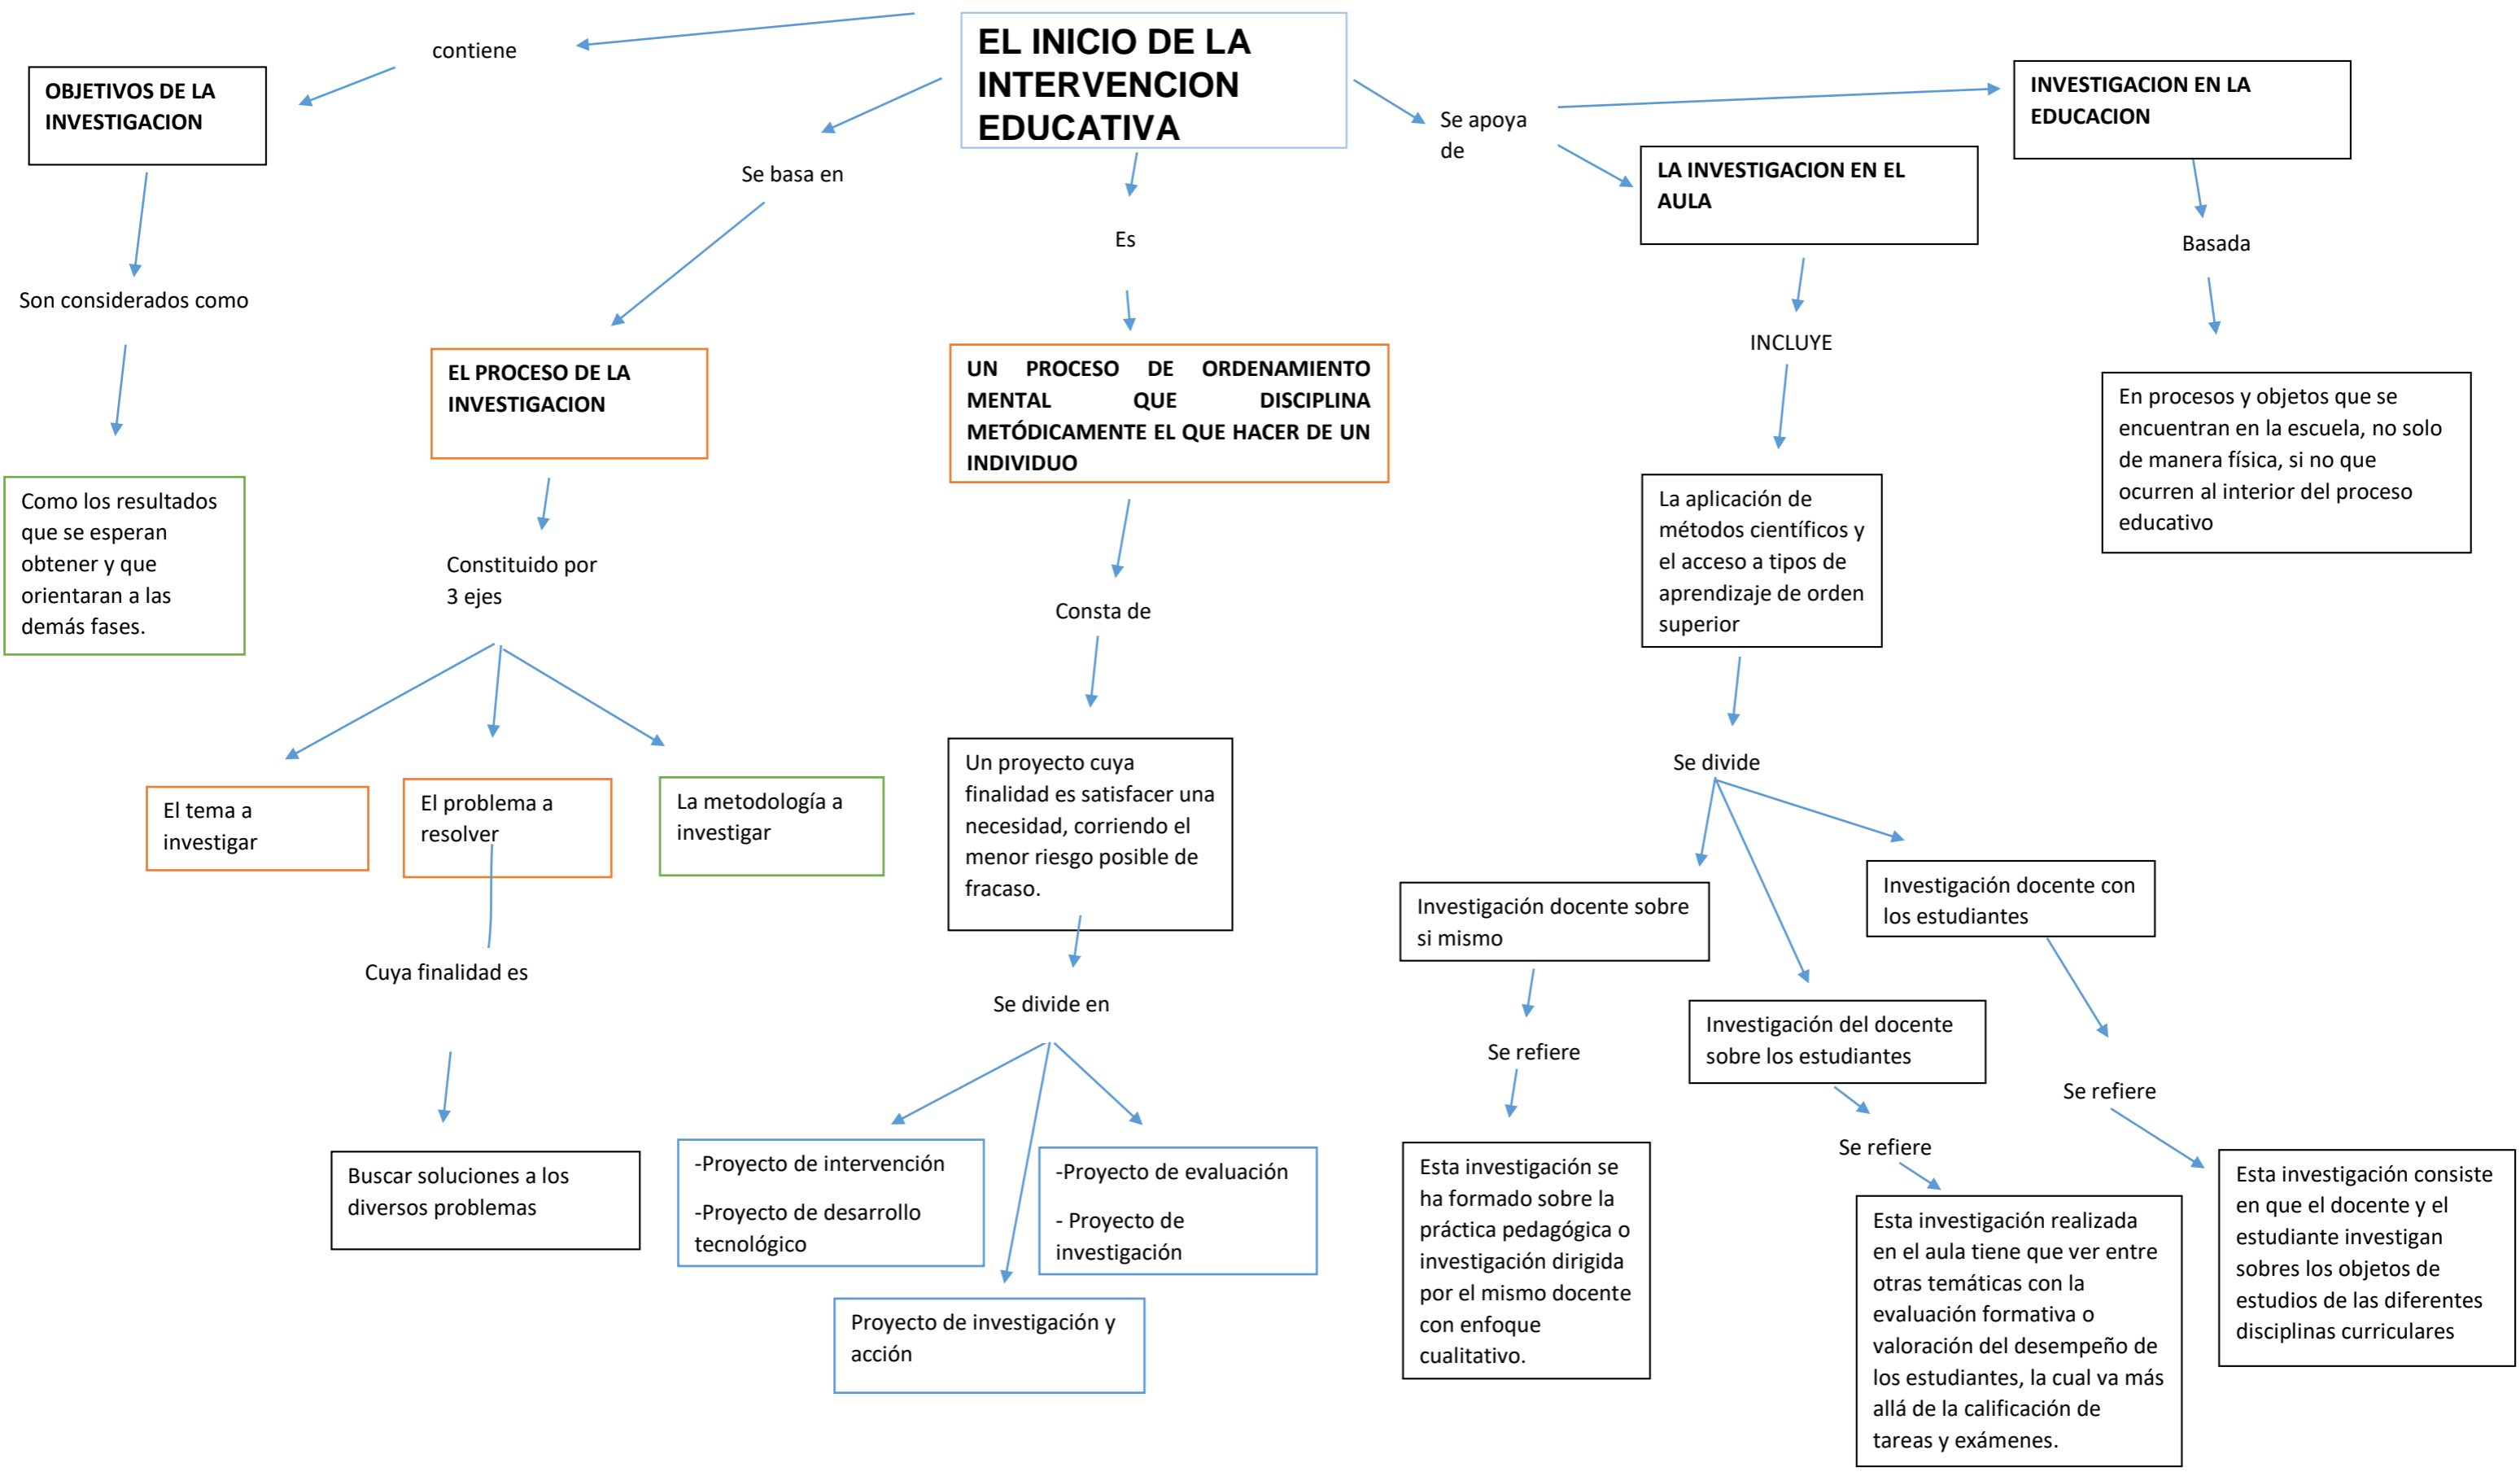 EL INICIO DE LA
INTERVENCION
EDUCATIVA
contiene
OBJETIVOS DE LA
INVESTIGACION
Son considerados como
Como los resultados
que se esperan
obtener y que
orientaran a las
demás fases.
Se basa en
EL PROCESO DE LA
INVESTIGACION
Constituido por
3 ejes
El tema a
investigar
El problema a
resolver
La metodología a
investigar
Cuya finalidad es
Buscar soluciones a los
diversos problemas
Es
UN PROCESO DE ORDENAMIENTO
MENTAL QUE DISCIPLINA
METÓDICAMENTE EL QUE HACER DE UN
INDIVIDUO
Consta de
Un proyecto cuya
finalidad es satisfacer una
necesidad, corriendo el
menor riesgo posible de
fracaso.
Se divide en
-Proyecto de intervención
-Proyecto de desarrollo
tecnológico
-Proyecto de evaluación
- Proyecto de
investigación
Proyecto de investigación y
acción
Se apoya
de
LA INVESTIGACION EN EL
AULA
INCLUYE
La aplicación de
métodos científicos y
el acceso a tipos de
aprendizaje de orden
superior
Se divide
Investigación docente sobre
si mismo
Se refiere
Esta investigación se
ha formado sobre la
práctica pedagógica o
investigación dirigida
por el mismo docente
con enfoque
cualitativo.
Investigación del docente
sobre los estudiantes
Se refiere
Esta investigación realizada
en el aula tiene que ver entre
otras temáticas con la
evaluación formativa o
valoración del desempeño de
los estudiantes, la cual va más
allá de la calificación de
tareas y exámenes.
Investigación docente con
los estudiantes
Se refiere
Esta investigación consiste
en que el docente y el
estudiante investigan
sobres los objetos de
estudios de las diferentes
disciplinas curriculares
INVESTIGACION EN LA
EDUCACION
Basada
En procesos y objetos que se
encuentran en la escuela, no solo
de manera física, si no que
ocurren al interior del proceso
educativo